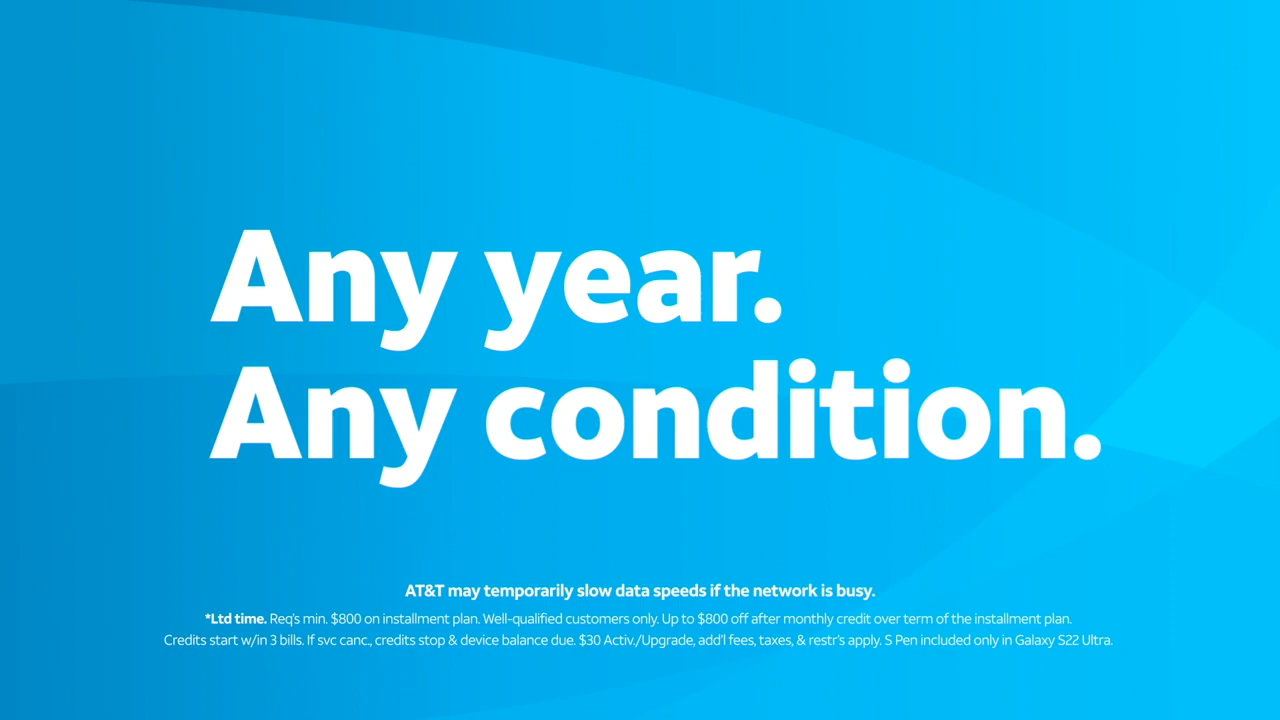 Any year.
Any condition.
AT&T may temporarily slow data speeds if the network is busy.
*Ltd time. Req's min. $800 on installment plan. Well-qualified customers only. Up to $800 off after monthly credit over term of the installment plan.
Credits start w/in 3 bills. If svc canc., credits stop & device balance due. $30 Activ./Upgrade, add'l fees, taxes, & restr's apply. S Pen included only in Galaxy S22 Ultra.